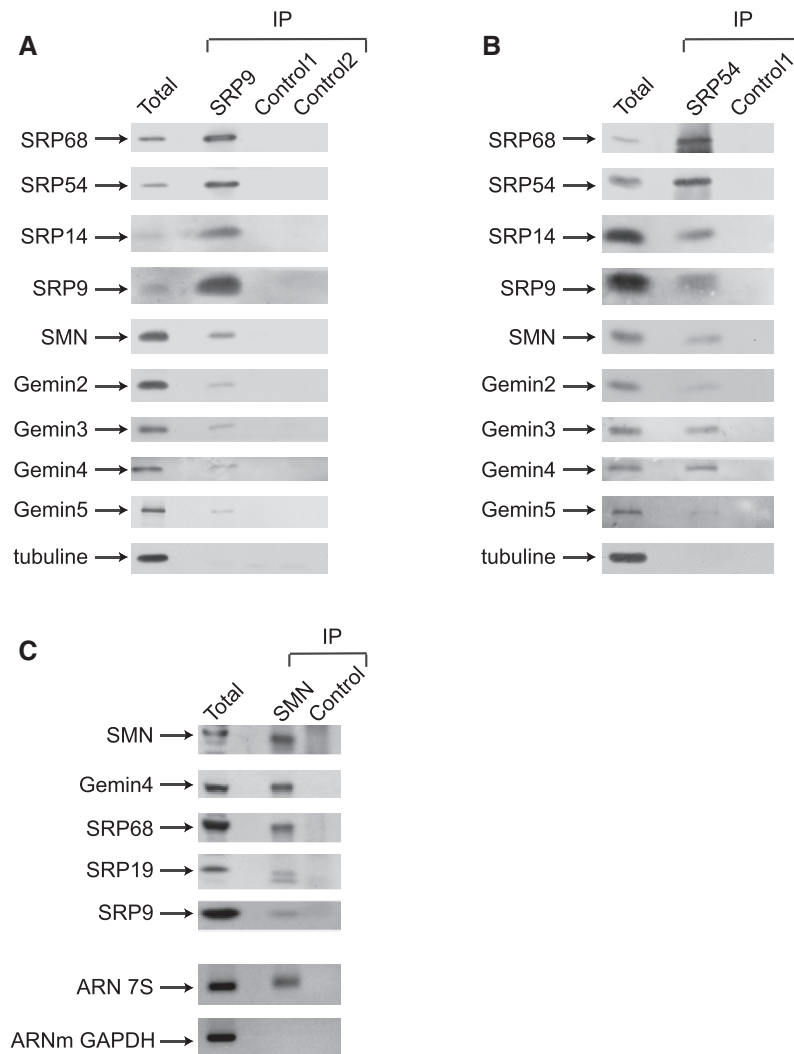 A
IP
Total
SRP9
Control1
Control2
SRP68
SRP54
SRP14
SRP9
SMN
Gemin2
Gemin3
Gemin4
Gemin5
tubuline
B
IP
Total
SRP54
Control1
SRP68
SRP54
SRP14
SRP9
SMN
Gemin2
Gemin3
Gemin4
Gemin5
tubuline
C
IP
Total
SMN
Control
SMN
Gemin4
SRP68
SRP19
SRP9
ARN 7S
ARNm GAPDH